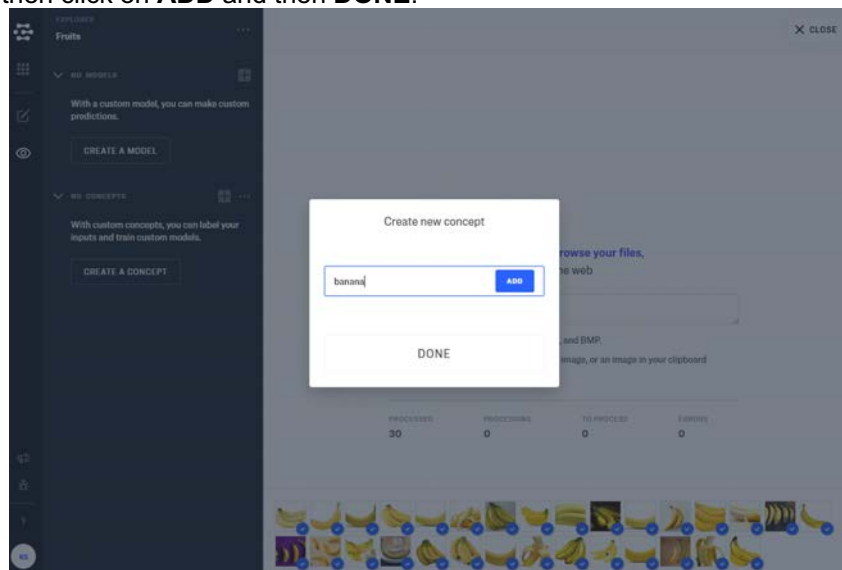 then click on ADD and then DONE.
EXPLORER
Fruits
CLOSE
NO MODELS
With a custom model, you can make custom
predictions.
CREATE A MODEL
NO CONCEPTS
With custom concepts, you can label your
inputs and train custom models.
CREATE A CONCEPT
Create new concept
rowse your files,
he web
banana
ADD
, and BMP.
image, or an image in your clipboard
DONE
PROCESSED PROCESSING TO PROCESS ERRORS
30 0 0 0
?